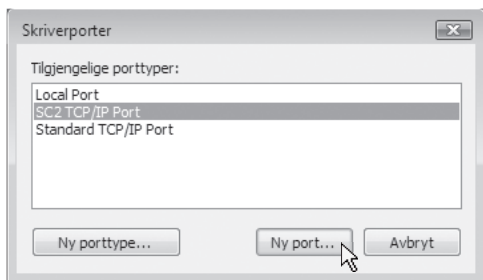 Skriverporter
Tilgjengelige porttyper:
Local Port
SC2 TCP/IP Port
Standard TCP/IP Port
Ny porttype... Ny port... Avbryt